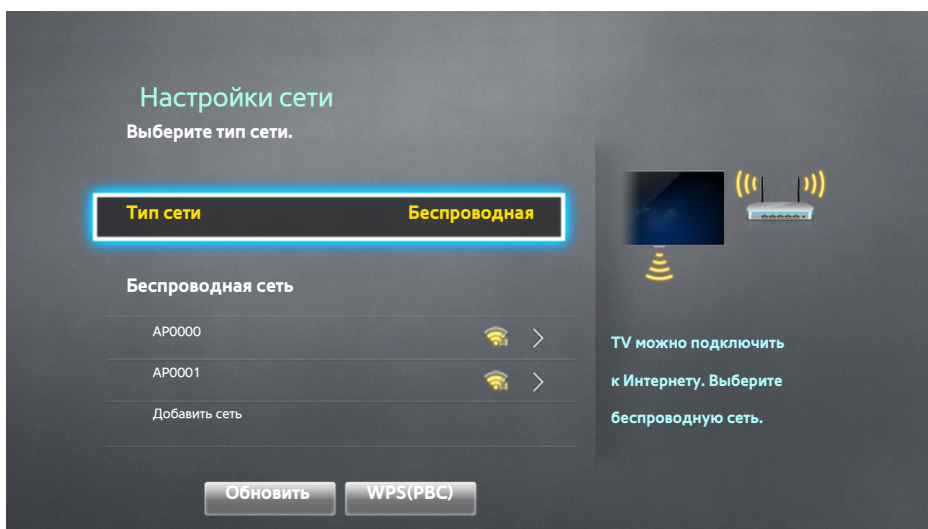 Настройки сети
Выберите тип сети.
Тип сети Беспроводная
Беспроводная сеть
AP0000
AP0001
Добавить сеть
Обновить WPS(PBC)
TV можно подключить
к Интернету. Выберите
беспроводную сеть.